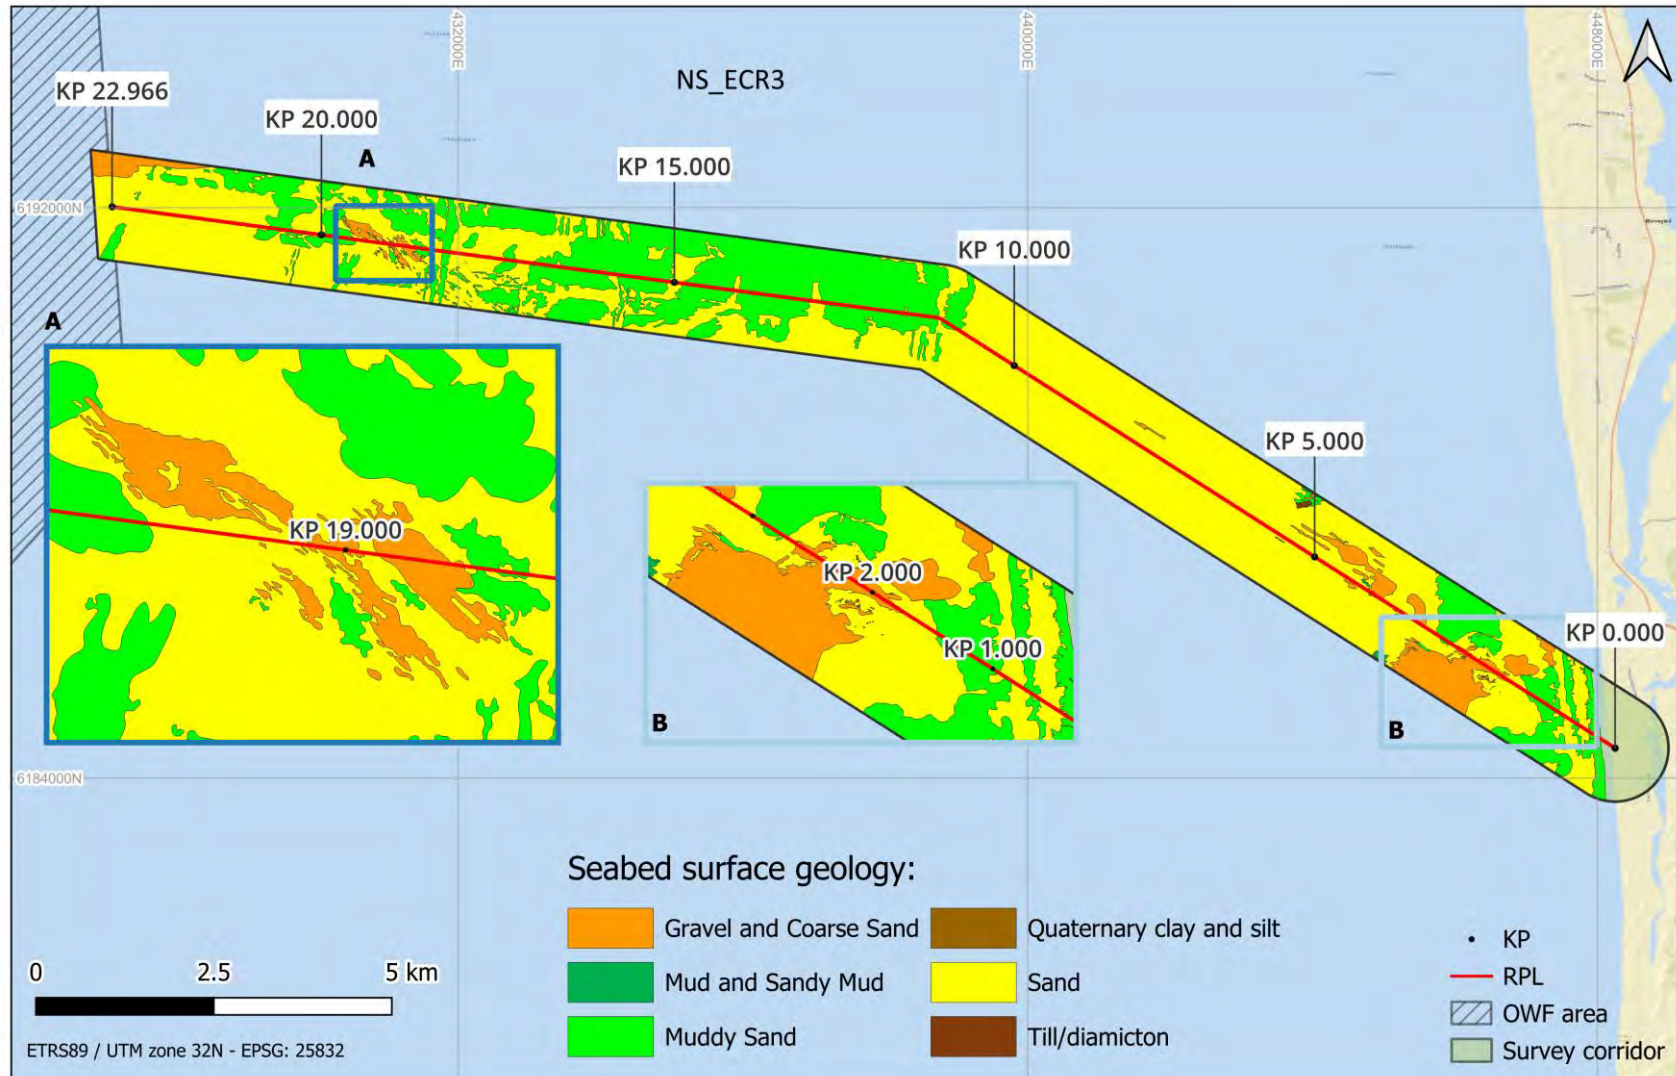 432000E
440000E
448000E
NS_ECR3
KP 22.966
KP 20.000
A
KP 15.000
6192000N
KP 10.000
A
KP 5.000
KP 19.000
KP 2.000
KP 1.000
B
KP 0.000
B
6184000N
Seabed surface geology:
Gravel and Coarse Sand
Quaternary clay and silt
Mud and Sandy Mud
Sand
Muddy Sand
Till/diamicton
KP
RPL
OWF area
Survey corridor
0 2.5 5 km
ETRS89 / UTM zone 32N - EPSG: 25832